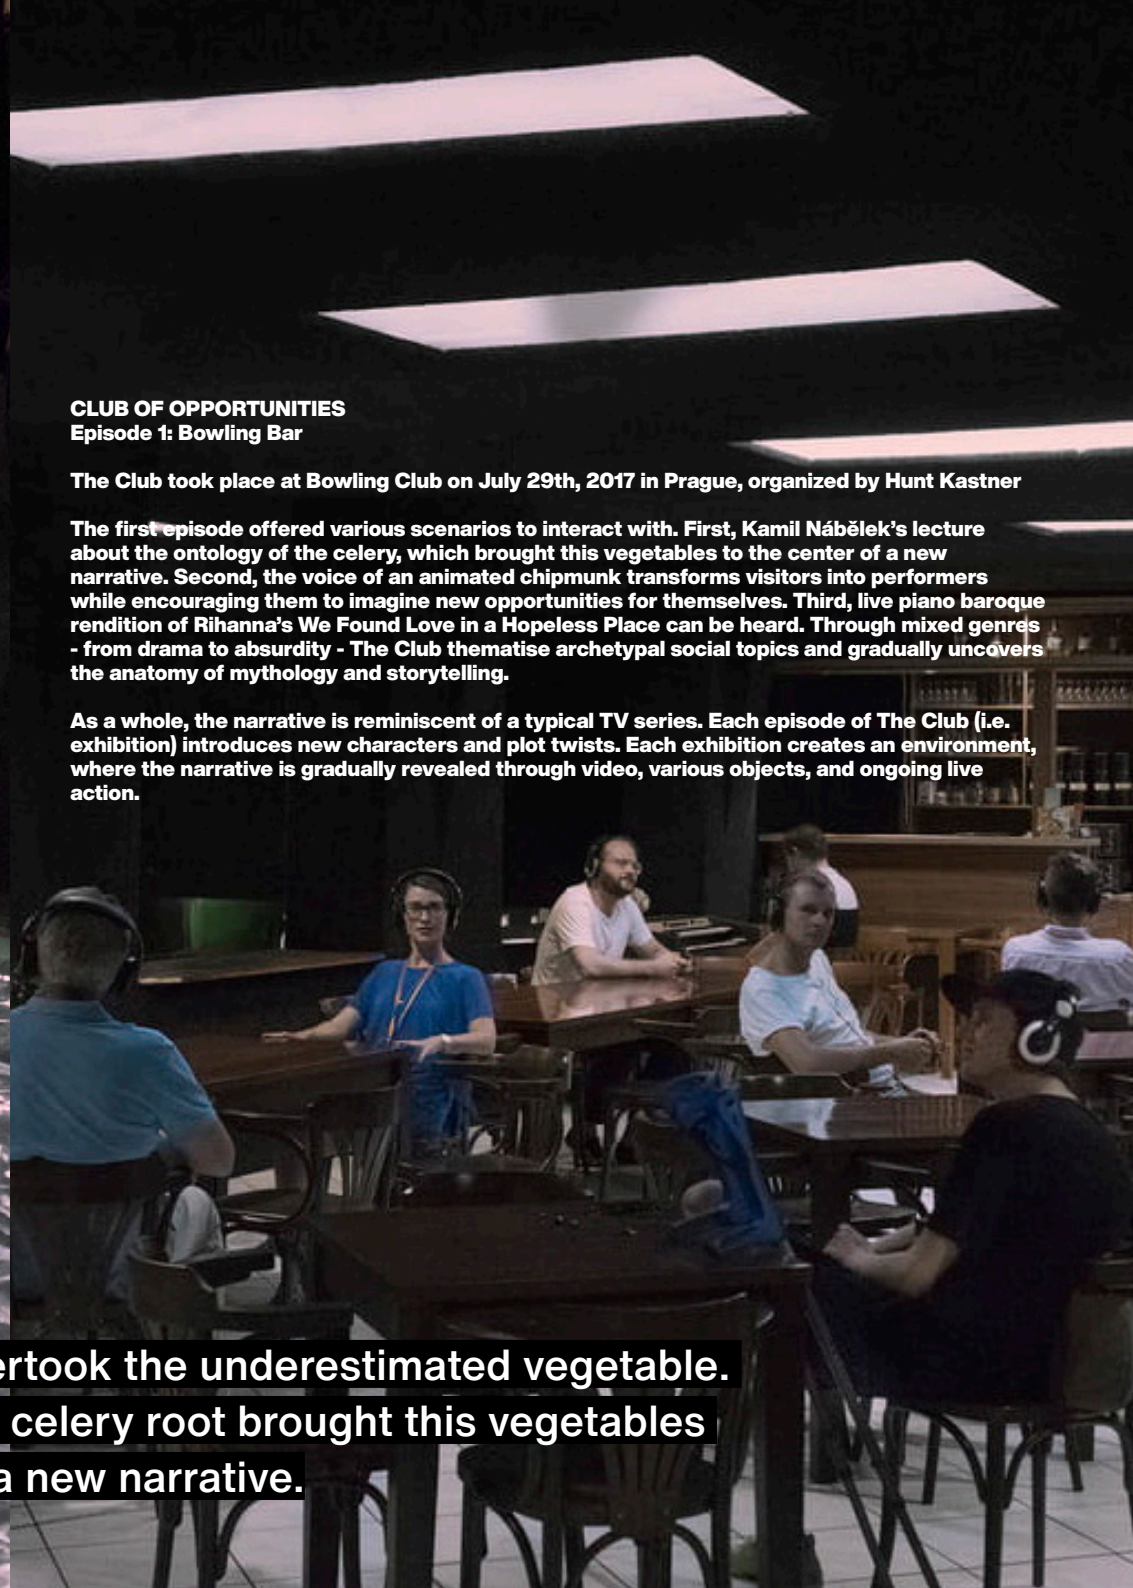 CLUB OF OPPORTUNITIES
Episode 1: Bowling Bar
The Club took place at Bowling Club on July 29th, 2017 in Prague, organized by Hunt Kastner
The first episode offered various scenarios to interact with. First, Kamil Nábělek’s lecture
about the ontology of the celery, which brought this vegetables to the center of a new
narrative. Second, the voice of an animated chipmunk transforms visitors into performers
while encouraging them to imagine new opportunities for themselves. Third, live piano baroque
rendition of Rihanna’s We Found Love in a Hopeless Place can be heard. Through mixed genres
- from drama to absurdity - The Club thematise archetypal social topics and gradually uncovers
the anatomy of mythology and storytelling.
As a whole, the narrative is reminiscent of a typical TV series. Each episode of The Club (i.e.
exhibition) introduces new characters and plot twists. Each exhibition creates an environment,
where the narrative is gradually revealed through video, various objects, and ongoing live
action.
ertook the underestimated vegetable.
celery root brought this vegetables
a new narrative.